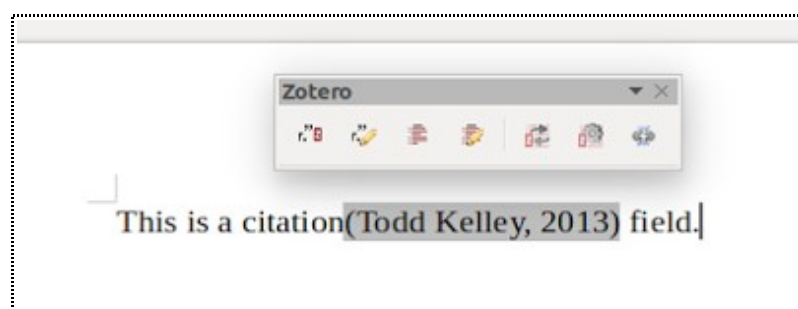 Zotero
This is a citation(Todd Kelley, 2013) field.